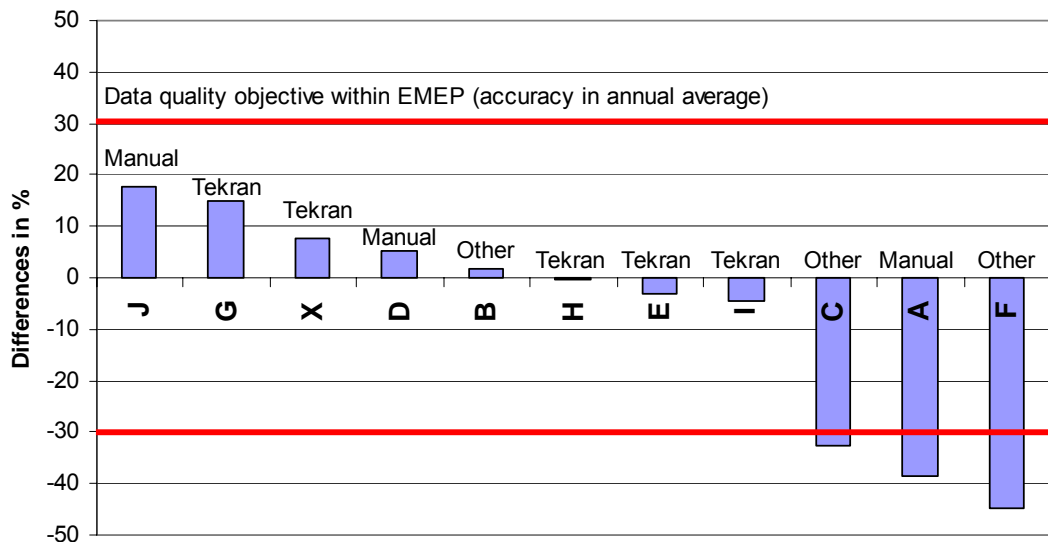 50
40
Data quality objective within EMEP (accuracy in annual average)
30
Manual
20
Tekran
Tekran
10
Manual
Other
Tekran
Tekran
Tekran
Other
Manual
Other
0
J
G
X
D
B
H
E
I
C
A
F
-10
-20
-30
-40
-50
Differences in %